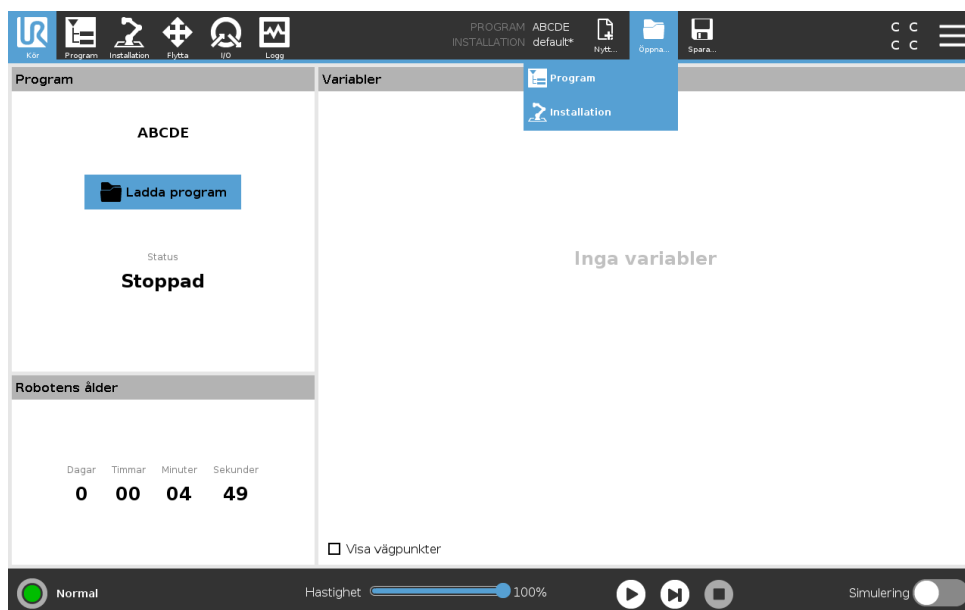 UR
Kör
Program
Installation
Flytta
I/O
Logg
PROGRAM ABCDE
INSTALLATION default*
Nytt...
Öppna...
Spara...
C C
C C
Program
Variabler
Program
Installation
ABCDE
Ladda program
Status
Stoppad
Inga variabler
Robotens ålder
Dagar Timmar Minuter Sekunder
0 00 04 49
Visa vägpunkter
Normal
Hastighet 100%
Simulering